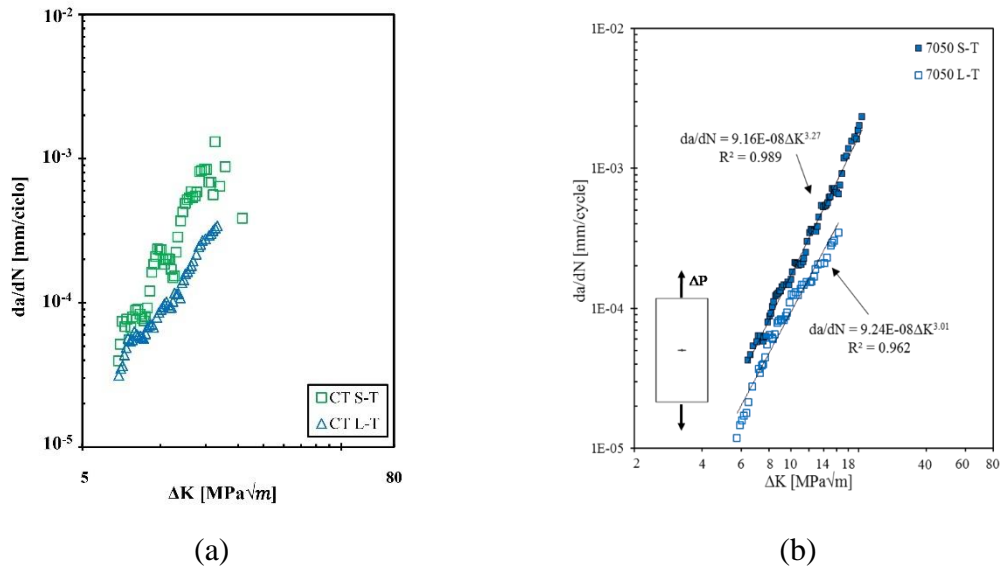 10⁻²
10⁻³
10⁻⁴
10⁻⁵
da/dN [mm/ciclo]
CT S-T
CT L-T
5
80
ΔK [MPa√m]
(a)
1E-02
1E-03
1E-04
1E-05
da/dN [mm/cycle]
7050 S-T
7050 L-T
da/dN = 9.16E-08ΔK³·²⁷
R² = 0.989
ΔP
da/dN = 9.24E-08ΔK³·⁰¹
R² = 0.962
2 4 6 8 10 14 18 40 60 80
ΔK [MPa√m]
(b)